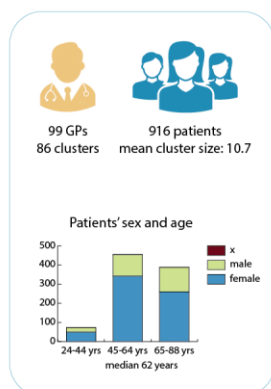 99 GPs
86 clusters
916 patients
mean cluster size: 10.7
Patients' sex and age
500
400
300
200
100
0
x
male
female
24-44 yrs 45-64 yrs 65-88 yrs
median 62 years